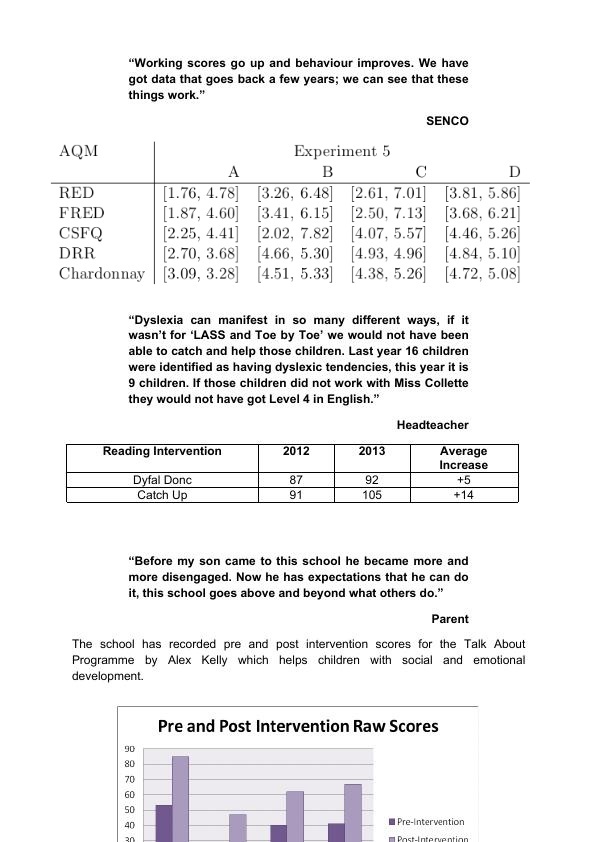 “Working scores go up and behaviour improves. We have
got data that goes back a few years; we can see that these
things work.”
SENCO
AQM Experiment 5
A B C D
RED [1.76, 4.78] [3.26, 6.48] [2.61, 7.01] [3.81, 5.86]
FRED [1.87, 4.60] [3.41, 6.15] [2.50, 7.13] [3.68, 6.21]
CSFQ [2.25, 4.41] [2.02, 7.82] [4.07, 5.57] [4.46, 5.26]
DRR [2.70, 3.68] [4.66, 5.30] [4.93, 4.96] [4.84, 5.10]
Chardonnay [3.09, 3.28] [4.51, 5.33] [4.38, 5.26] [4.72, 5.08]
“Dyslexia can manifest in so many different ways, if it
wasn’t for ‘LASS and Toe by Toe’ we would not have been
able to catch and help those children. Last year 16 children
were identified as having dyslexic tendencies, this year it is
9 children. If those children did not work with Miss Collette
they would not have got Level 4 in English.”
Headteacher
Reading Intervention 2012 2013 Average
Increase
Dyfal Donc 87 92 +5
Catch Up 91 105 +14
“Before my son came to this school he became more and
more disengaged. Now he has expectations that he can do
it, this school goes above and beyond what others do.”
Parent
The school has recorded pre and post intervention scores for the Talk About
Programme by Alex Kelly which helps children with social and emotional
development.
Pre and Post Intervention Raw Scores
90
80
70
60
50
40
30
Pre-Intervention
Post-Intervention